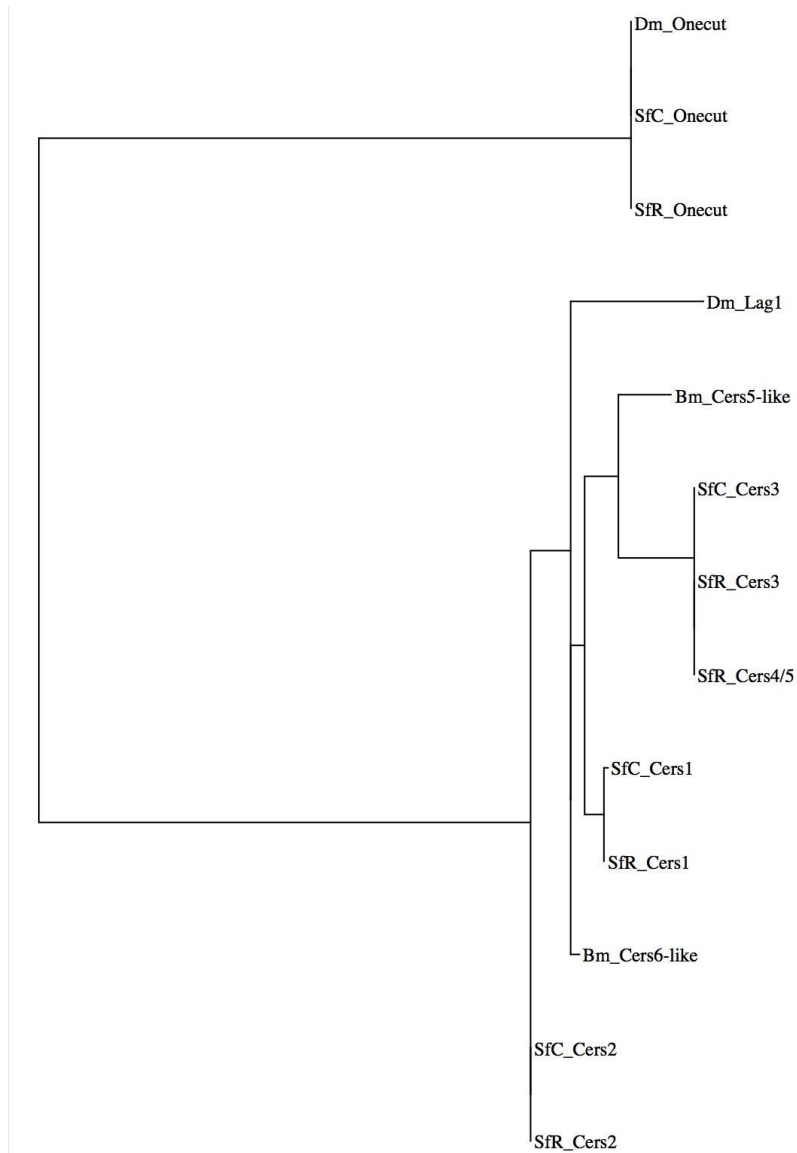 Dm_Onecut
SfC_Onecut
SfR_Onecut
Dm_Lag1
Bm_Cers5-like
SfC_Cers3
SfR_Cers3
SfR_Cers4/5
SfC_Cers1
SfR_Cers1
Bm_Cers6-like
SfC_Cers2
SfR_Cers2